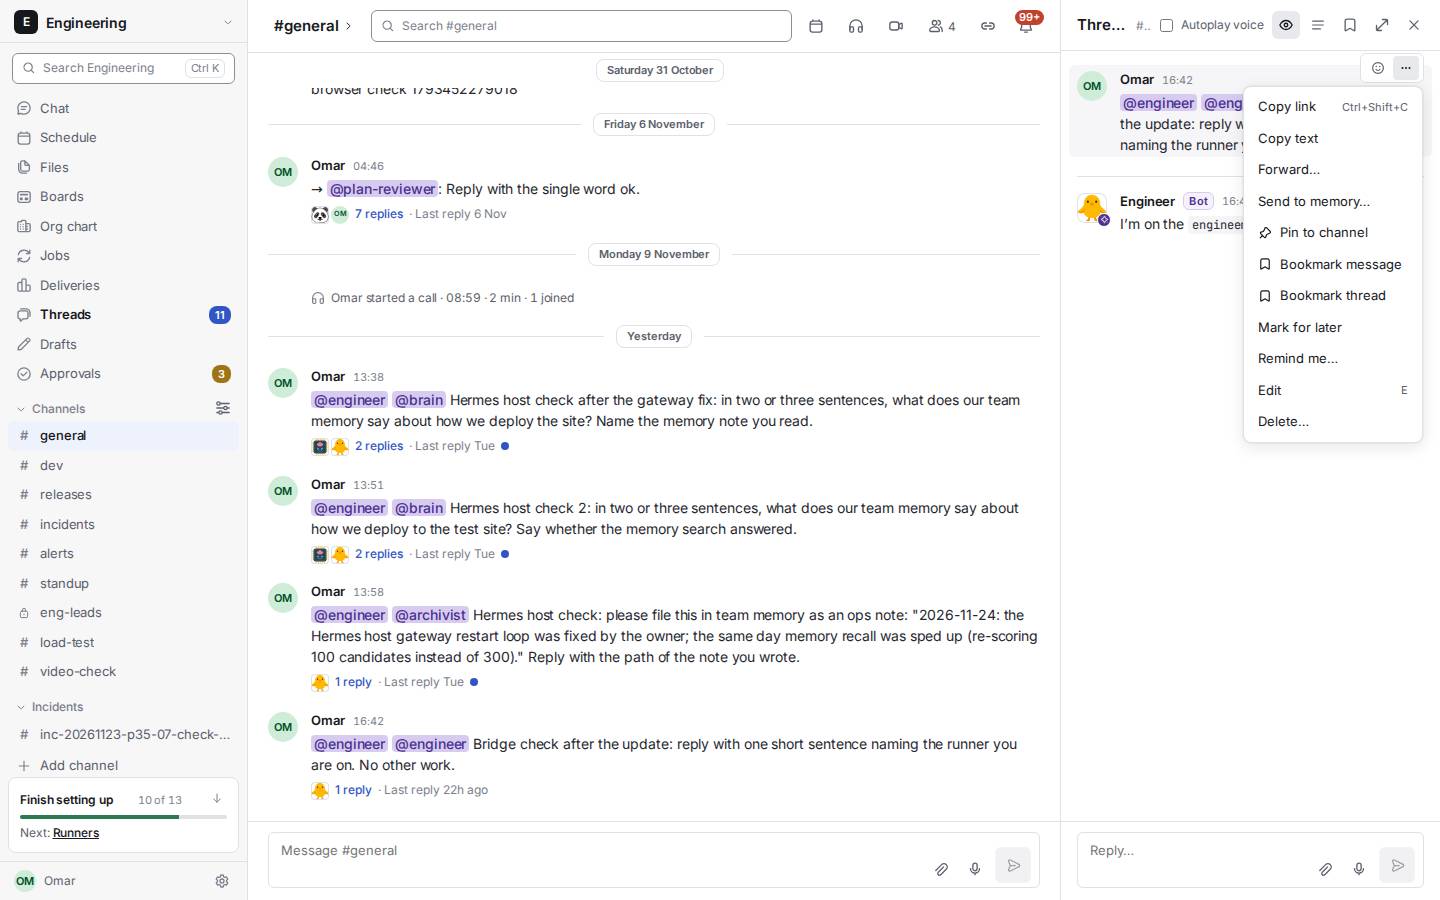 E Engineering
Search Engineering Ctrl K
Chat
Schedule
Files
Boards
Org chart
Jobs
Deliveries
Threads 11
Drafts
Approvals 3
Channels
# general
# dev
# releases
# incidents
# alerts
# standup
eng-leads
# load-test
# video-check
Incidents
# inc-20261123-p35-07-check-...
+ Add channel
Finish setting up 10 of 13
Next: Runners
OM Omar
#general
Search #general
4
99+
Saturday 31 October
browser check 1793452279018
Friday 6 November
OM Omar 04:46
→ @plan-reviewer: Reply with the single word ok.
OM 7 replies · Last reply 6 Nov
Monday 9 November
Omar started a call · 08:59 · 2 min · 1 joined
Yesterday
OM Omar 13:38
@engineer @brain Hermes host check after the gateway fix: in two or three sentences, what does our team
memory say about how we deploy the site? Name the memory note you read.
2 replies · Last reply Tue
OM Omar 13:51
@engineer @brain Hermes host check 2: in two or three sentences, what does our team memory say about
how we deploy to the test site? Say whether the memory search answered.
2 replies · Last reply Tue
OM Omar 13:58
@engineer @archivist Hermes host check: please file this in team memory as an ops note: "2026-11-24: the
Hermes host gateway restart loop was fixed by the owner; the same day memory recall was sped up (re-scoring
100 candidates instead of 300)." Reply with the path of the note you wrote.
1 reply · Last reply Tue
OM Omar 16:42
@engineer @engineer Bridge check after the update: reply with one short sentence naming the runner you
are on. No other work.
1 reply · Last reply 22h ago
Message #general
Thre... #.. Autoplay voice
OM Omar 16:42
@engineer @eng
the update: reply w
naming the runner
Engineer Bot 16:4
I'm on the engineer
Copy link Ctrl+Shift+C
Copy text
Forward...
Send to memory...
Pin to channel
Bookmark message
Bookmark thread
Mark for later
Remind me...
Edit E
Delete...
Reply...